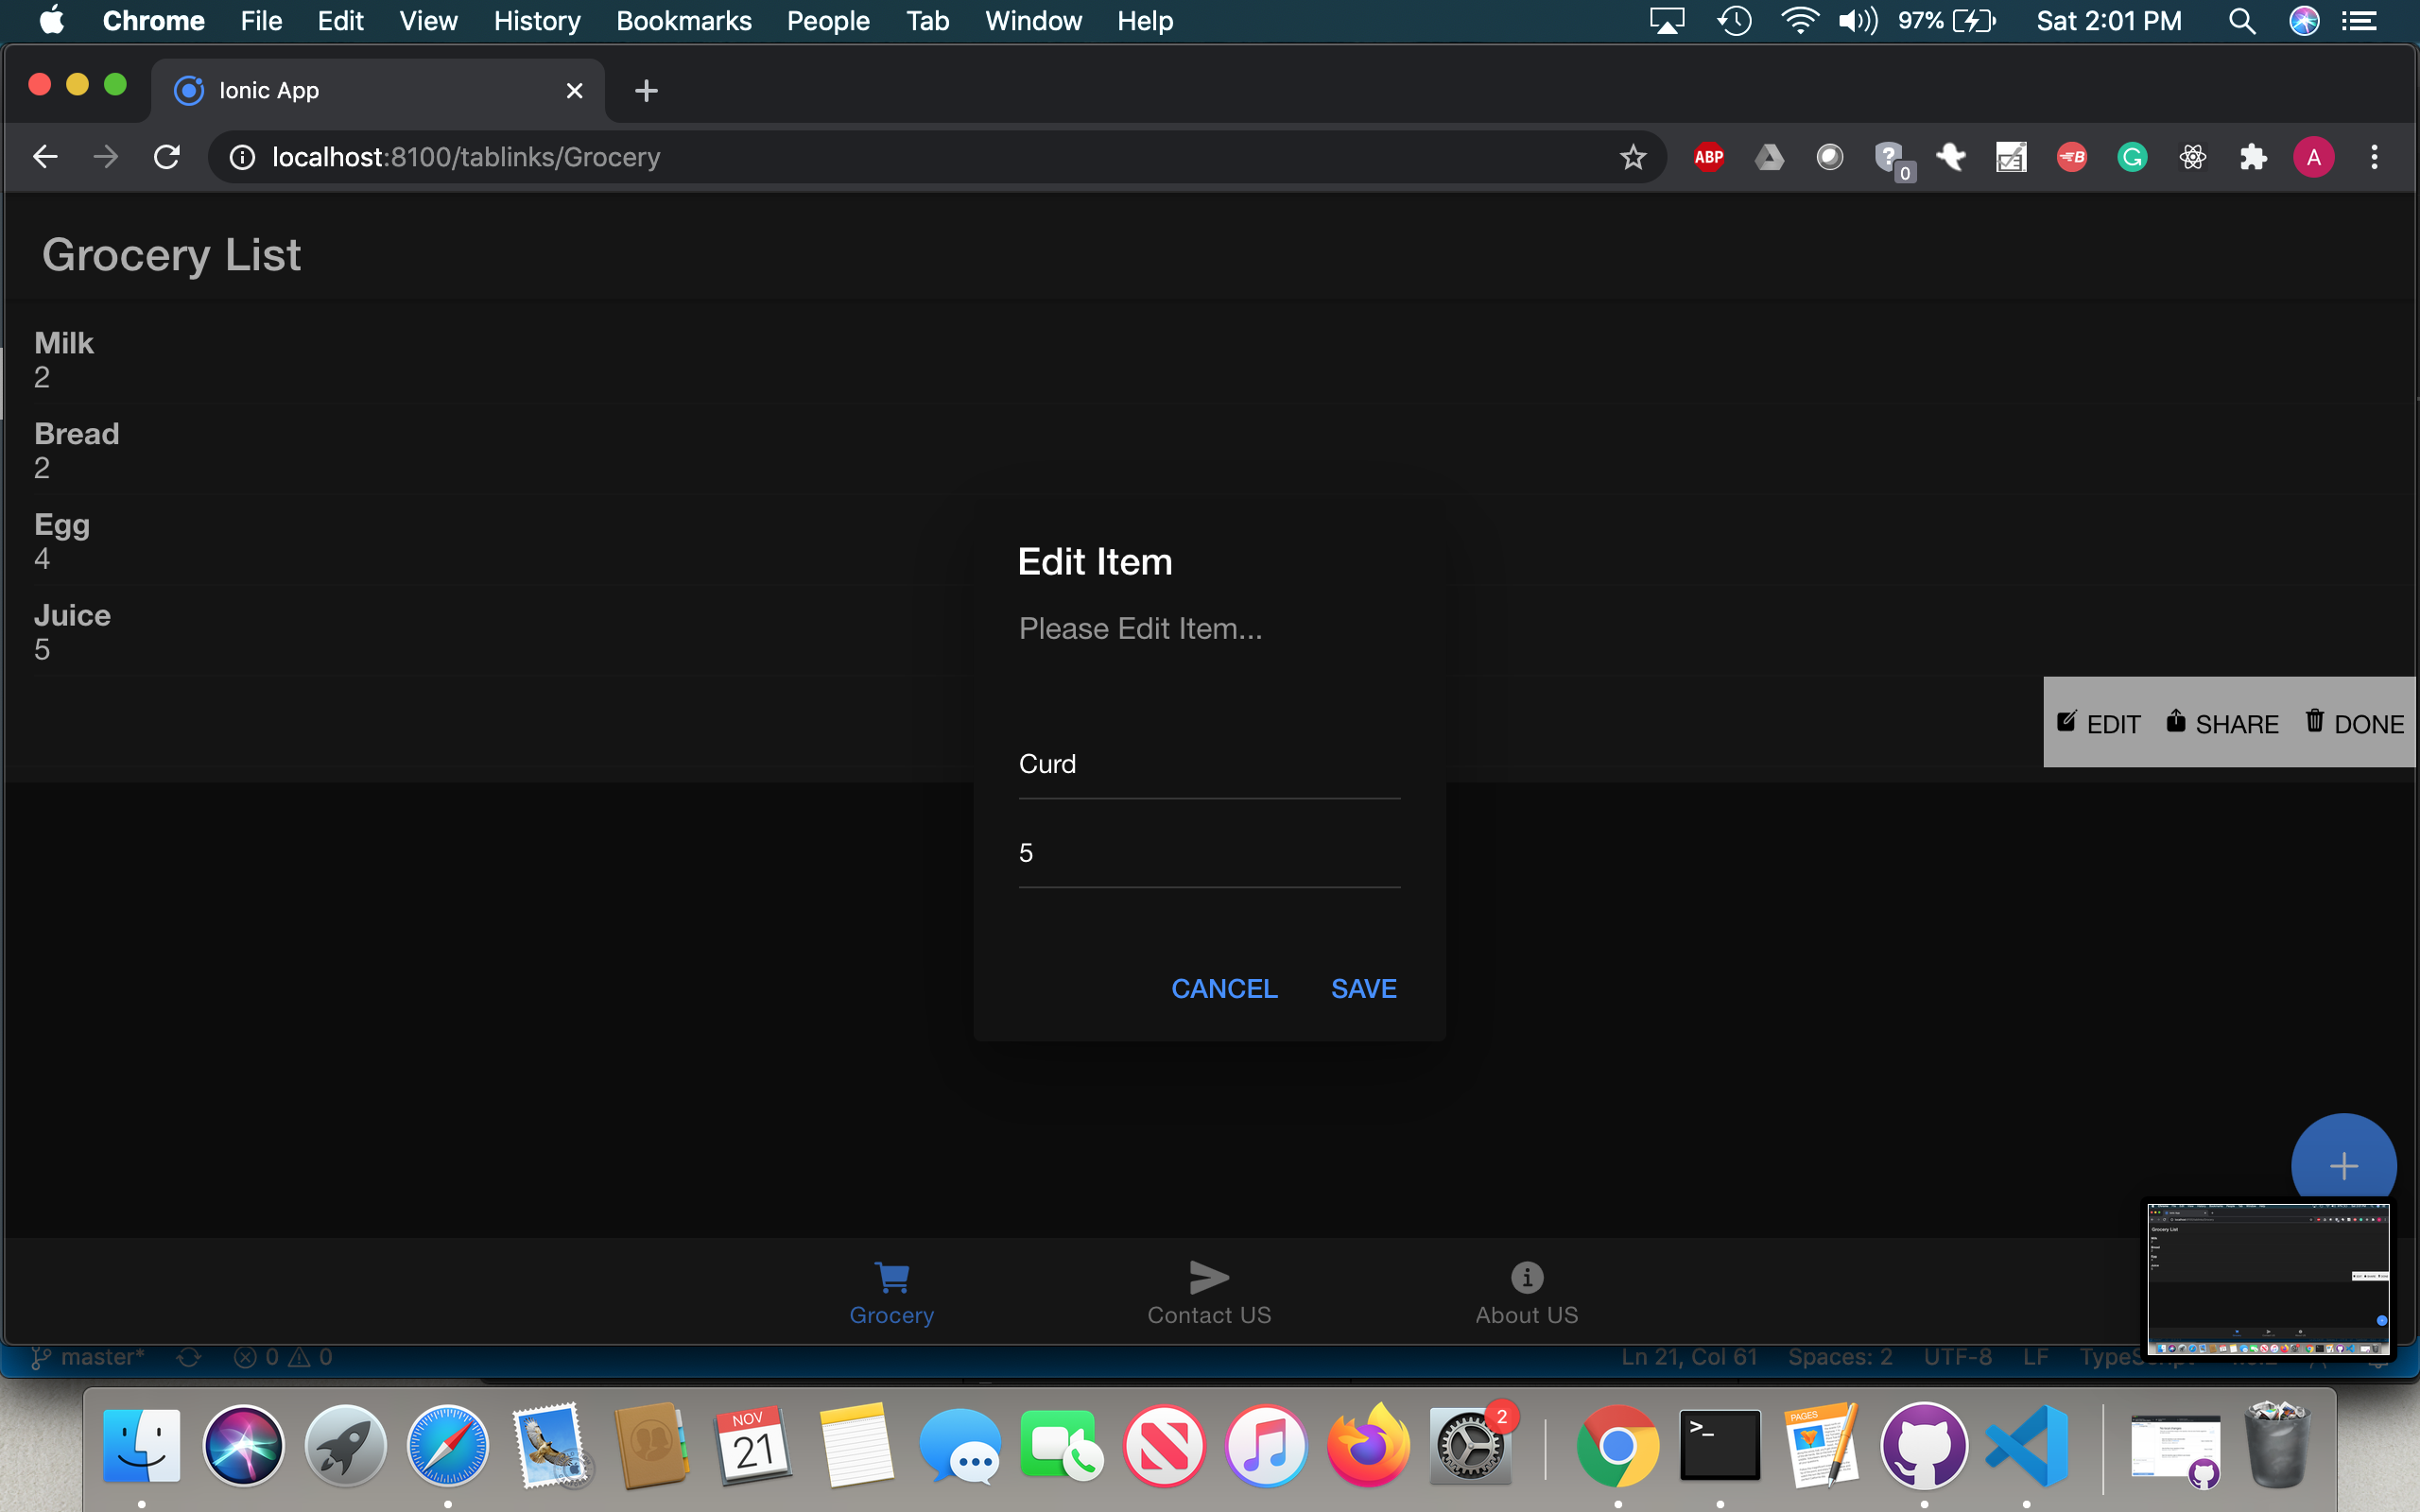 Chrome File Edit View History Bookmarks People Tab Window Help 97% Sat 2:01 PM
Ionic App
localhost:8100/tablinks/Grocery ABP 0 A
Grocery List
Milk
2
Bread
2
Egg
4
Juice
5
Edit Item
Please Edit Item...
Curd
5
CANCEL SAVE
EDIT SHARE DONE
Grocery Contact US About US
master* 0 0 Ln 21, Col 61 Spaces: 2 UTF-8 LF
NOV
21
2
PAGES